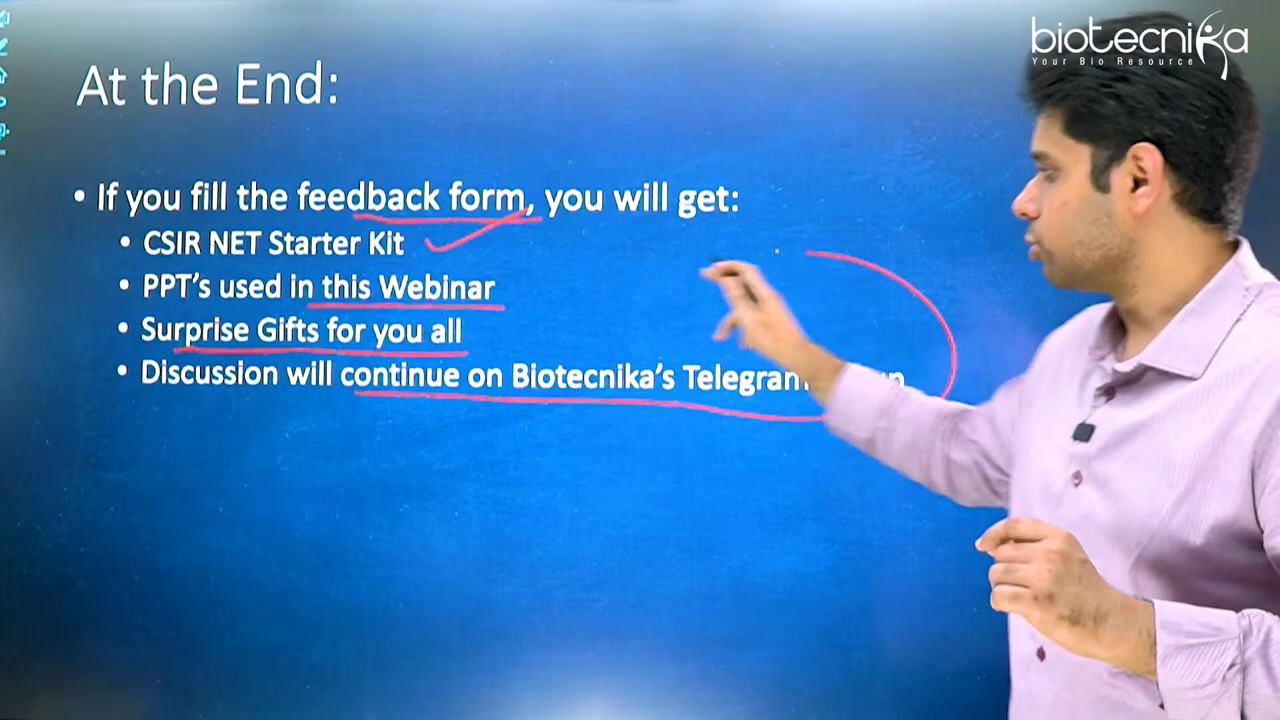 biotecnika
Your Bio Resource
At the End:
• If you fill the feedback form, you will get:
• CSIR NET Starter Kit
• PPT's used in this Webinar
• Surprise Gifts for you all
• Discussion will continue on Biotecnika's Telegram